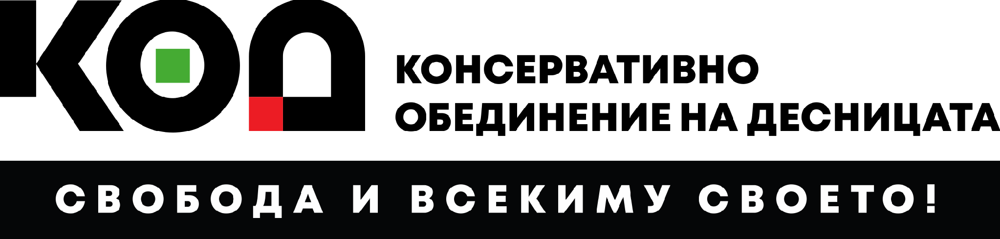 КОД
КОНСЕРВАТИВНО
ОБЕДИНЕНИЕ НА ДЕСНИЦАТА
СВОБОДА И ВСЕКИМУ СВОЕТО!